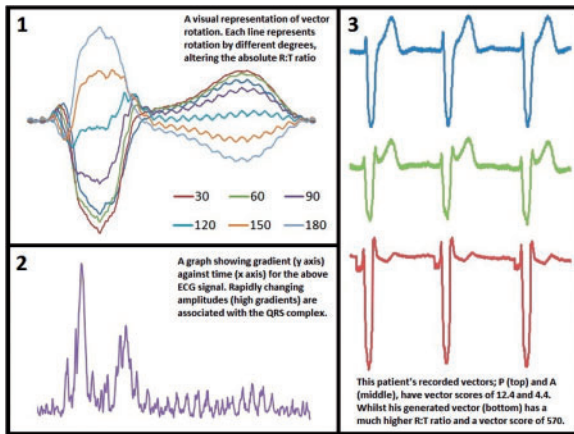 1
A visual representation of vector
rotation. Each line represents
rotation by different degrees,
altering the absolute R:T ratio
30 60 90
120 150 180
2
A graph showing gradient (y axis)
against time (x axis) for the above
ECG signal. Rapidly changing
amplitudes (high gradients) are
associated with the QRS complex.
3
This patient's recorded vectors; P (top) and A
(middle), have vector scores of 12.4 and 4.4.
Whilst his generated vector (bottom) has a
much higher R:T ratio and a vector score of 570.